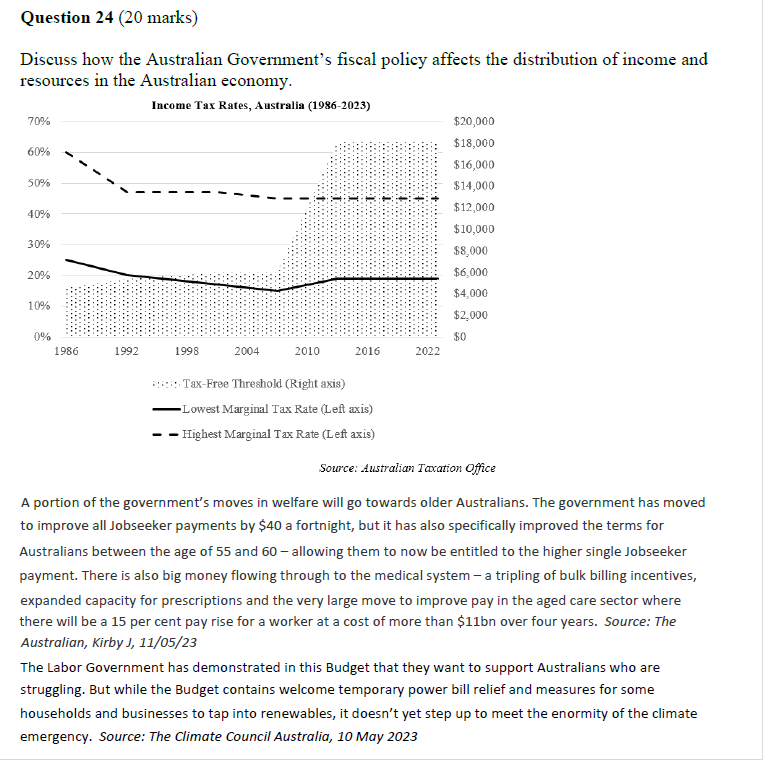 Question 24 (20 marks)
Discuss how the Australian Government's fiscal policy affects the distribution of income and
resources in the Australian economy.
Income Tax Rates, Australia (1986-2023)
70% $20,000
$18,000
60%
$16,000
50% $14,000
40% $12,000
$10,000
30%
$8,000
20% $6,000
$4,000
10%
$2,000
0% $0
1986 1992 1998 2004 2010 2016 2022
Tax-Free Threshold (Right axis)
Lowest Marginal Tax Rate (Left axis)
Highest Marginal Tax Rate (Left axis)
Source: Australian Taxation Office
A portion of the government's moves in welfare will go towards older Australians. The government has moved
to improve all Jobseeker payments by $40 a fortnight, but it has also specifically improved the terms for
Australians between the age of 55 and 60 – allowing them to now be entitled to the higher single Jobseeker
payment. There is also big money flowing through to the medical system – a tripling of bulk billing incentives,
expanded capacity for prescriptions and the very large move to improve pay in the aged care sector where
there will be a 15 per cent pay rise for a worker at a cost of more than $11bn over four years. Source: The
Australian, Kirby J, 11/05/23
The Labor Government has demonstrated in this Budget that they want to support Australians who are
struggling. But while the Budget contains welcome temporary power bill relief and measures for some
households and businesses to tap into renewables, it doesn't yet step up to meet the enormity of the climate
emergency. Source: The Climate Council Australia, 10 May 2023